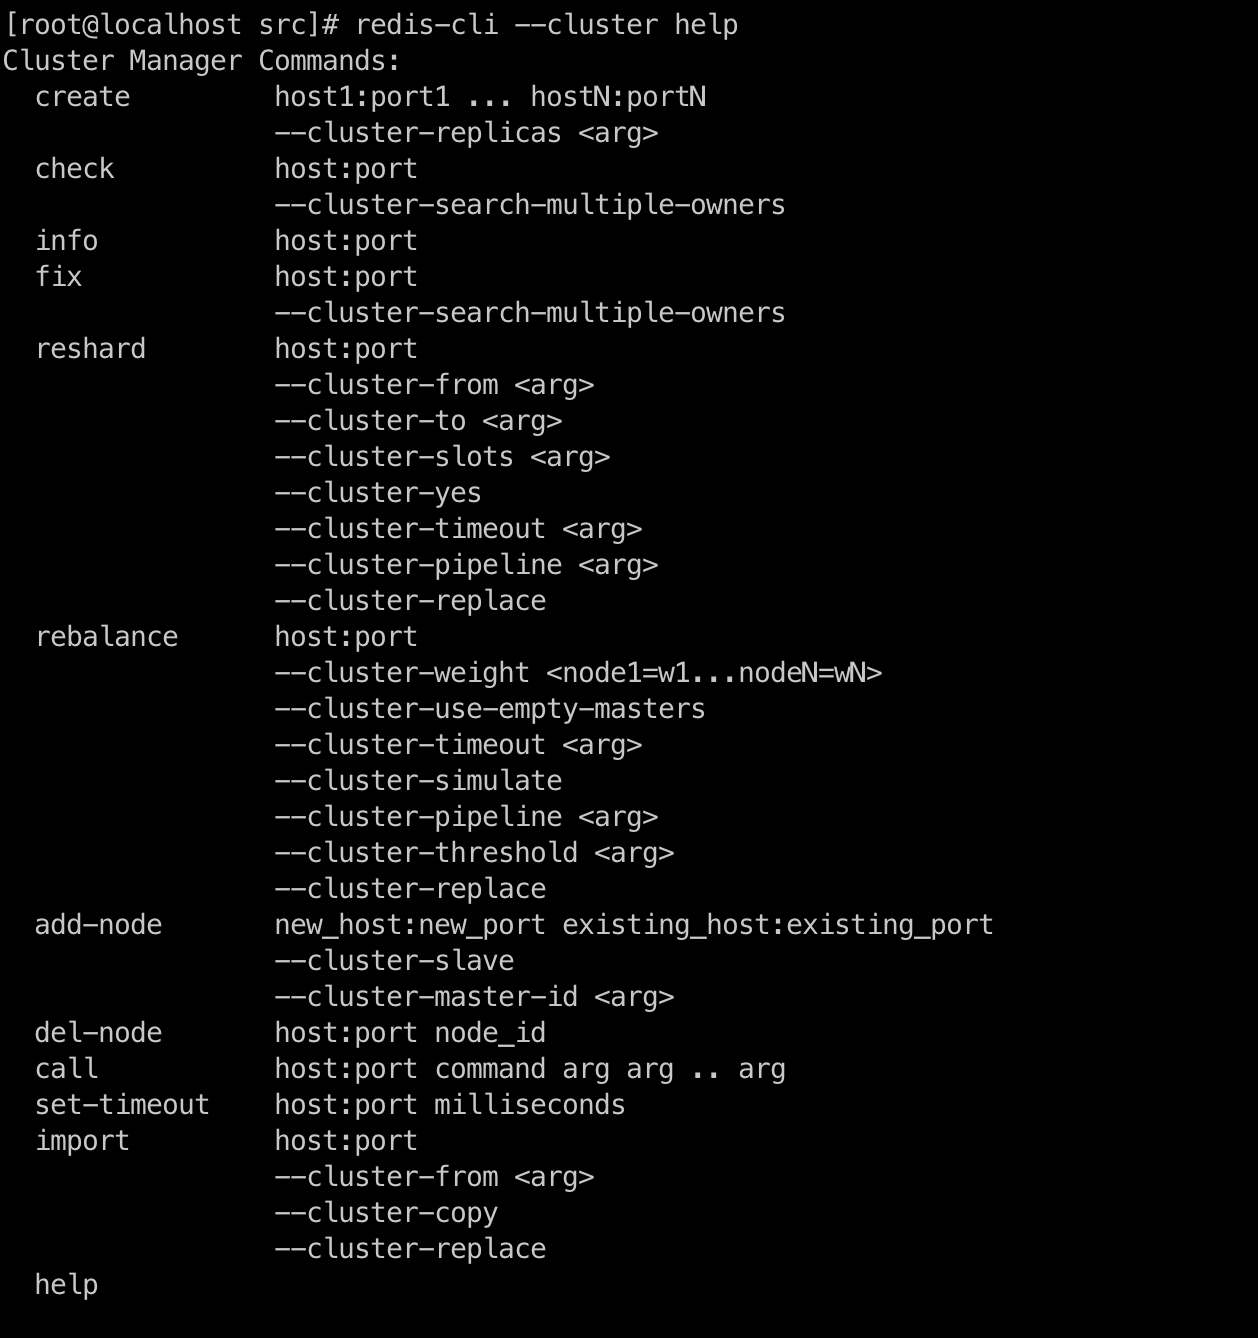 [root@localhost src]# redis-cli --cluster help
Cluster Manager Commands:
  create         host1:port1 ... hostN:portN
                 --cluster-replicas <arg>
  check          host:port
                 --cluster-search-multiple-owners
  info           host:port
  fix            host:port
                 --cluster-search-multiple-owners
  reshard        host:port
                 --cluster-from <arg>
                 --cluster-to <arg>
                 --cluster-slots <arg>
                 --cluster-yes
                 --cluster-timeout <arg>
                 --cluster-pipeline <arg>
                 --cluster-replace
  rebalance      host:port
                 --cluster-weight <node1=w1...nodeN=wN>
                 --cluster-use-empty-masters
                 --cluster-timeout <arg>
                 --cluster-simulate
                 --cluster-pipeline <arg>
                 --cluster-threshold <arg>
                 --cluster-replace
  add-node       new_host:new_port existing_host:existing_port
                 --cluster-slave
                 --cluster-master-id <arg>
  del-node       host:port node_id
  call           host:port command arg arg .. arg
  set-timeout    host:port milliseconds
  import         host:port
                 --cluster-from <arg>
                 --cluster-copy
                 --cluster-replace
  help